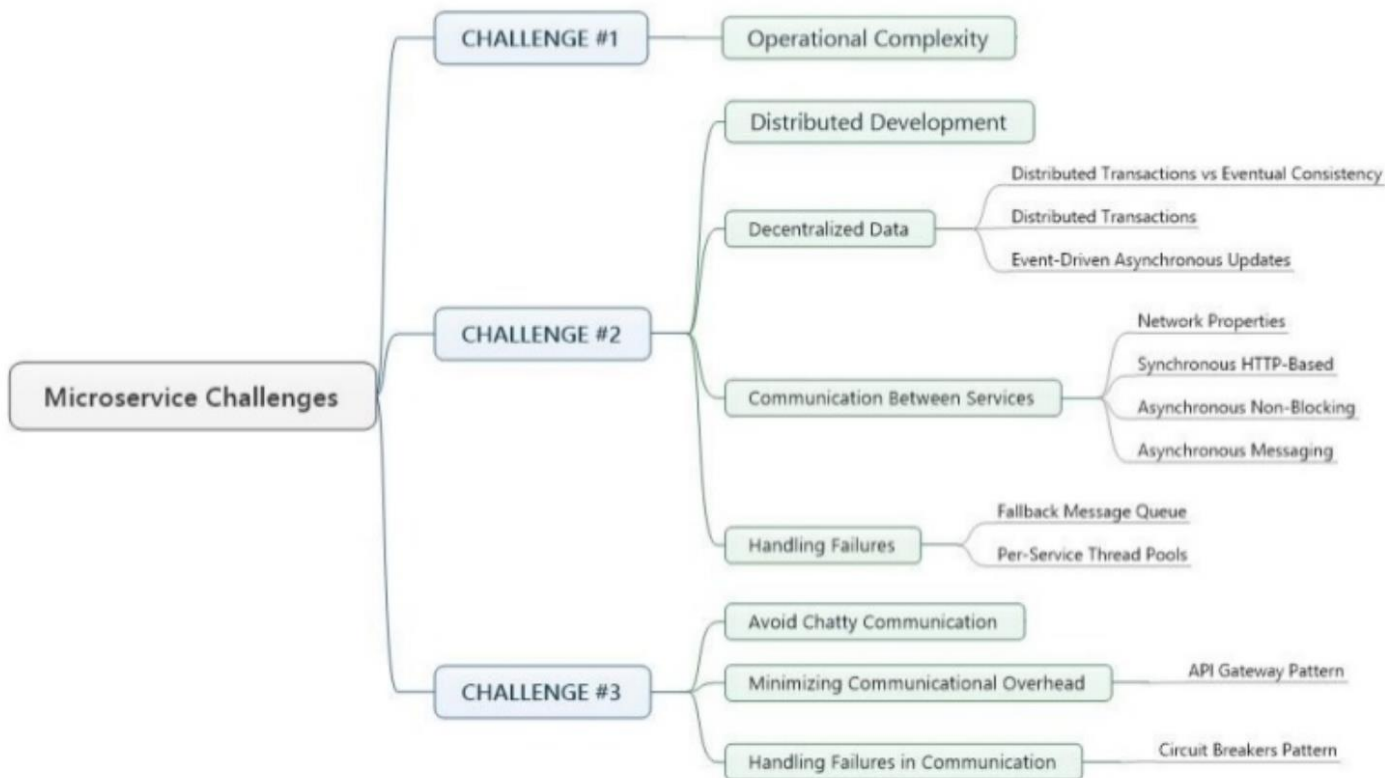 CHALLENGE #1
Operational Complexity
Distributed Development
Distributed Transactions vs Eventual Consistency
Distributed Transactions
Decentralized Data
Event-Driven Asynchronous Updates
CHALLENGE #2
Network Properties
Synchronous HTTP-Based
Microservice Challenges
Communication Between Services
Asynchronous Non-Blocking
Asynchronous Messaging
Fallback Message Queue
Handling Failures
Per-Service Thread Pools
Avoid Chatty Communication
CHALLENGE #3
Minimizing Communicational Overhead
API Gateway Pattern
Handling Failures in Communication
Circuit Breakers Pattern